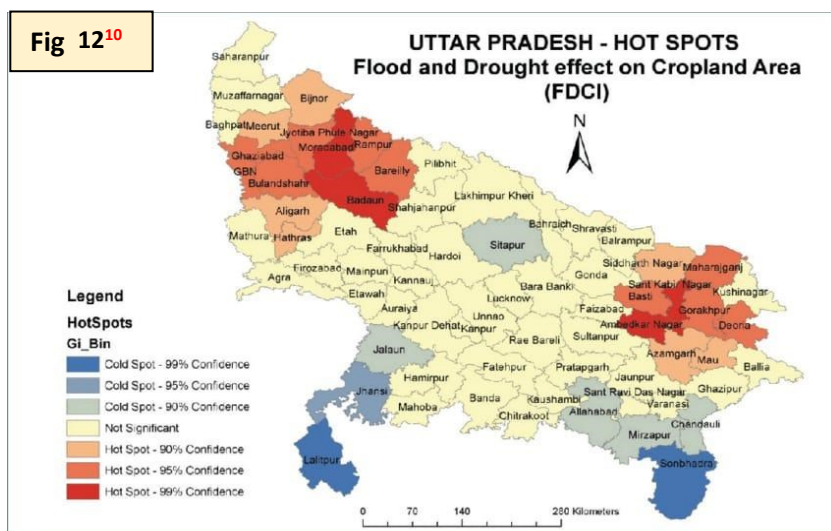 Fig 12¹⁰
UTTAR PRADESH - HOT SPOTS
Flood and Drought effect on Cropland Area
(FDCI)
N
Saharanpur
Muzaffarnagar
Bijnor
Baghpat
Meerut
Jyotiba Phule Nagar
Moradabad
Rampur
Ghaziabad
GBN
Bulandshahr
Bareilly
Pilibhit
Badaun
Shahjahanpur
Lakhimpur Kheri
Aligarh
Mathura
Hathras
Etah
Farrukhabad
Hardoi
Sitapur
Bahraich
Shravasti
Balrampur
Siddharth Nagar
Maharajganj
Agra
Firozabad
Mainpuri
Kannauj
Gonda
Sant Kabir Nagar
Kushinagar
Basti
Gorakhpur
Deoria
Etawah
Auraiya
Lucknow
Bara Banki
Faizabad
Ambedkar Nagar
Kanpur Dehat
Kanpur
Unnao
Rae Bareli
Sultanpur
Azamgarh
Mau
Ballia
Jalaun
Hamirpur
Fatehpur
Pratapgarh
Jaunpur
Ghazipur
Jhansi
Mahoba
Banda
Chitrakoot
Kaushambi
Allahabad
Sant Ravi Das Nagar
Varanasi
Chandauli
Mirzapur
Lalitpur
Sonbhadra
Legend
HotSpots
Gi_Bin
Cold Spot - 99% Confidence
Cold Spot - 95% Confidence
Cold Spot - 90% Confidence
Not Significant
Hot Spot - 90% Confidence
Hot Spot - 95% Confidence
Hot Spot - 99% Confidence
0 70 140 280 Kilometers